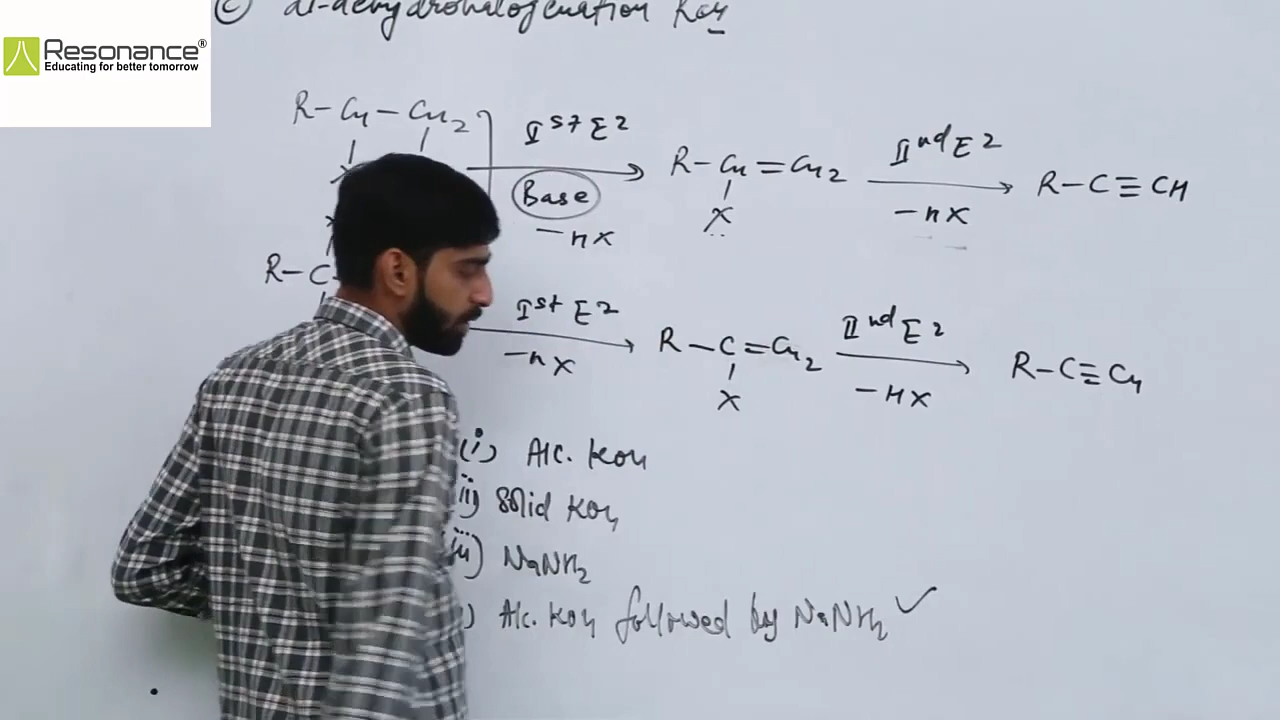 Resonance®
Educating for better tomorrow
(C) di-dehydrohalogenation Rxn
R-CH-CH2
Ist E2
Base
-HX
R-CH=CH2
X
IInd E2
-HX
R-C≡CH
X
R-C
Ist E2
-HX
R-C=CH2
X
IInd E2
-HX
R-C≡CH
(i) Alc. KOH
(ii) Solid KOH
(iii) NaNH2
) Alc. KOH followed by NaNH2 ✓